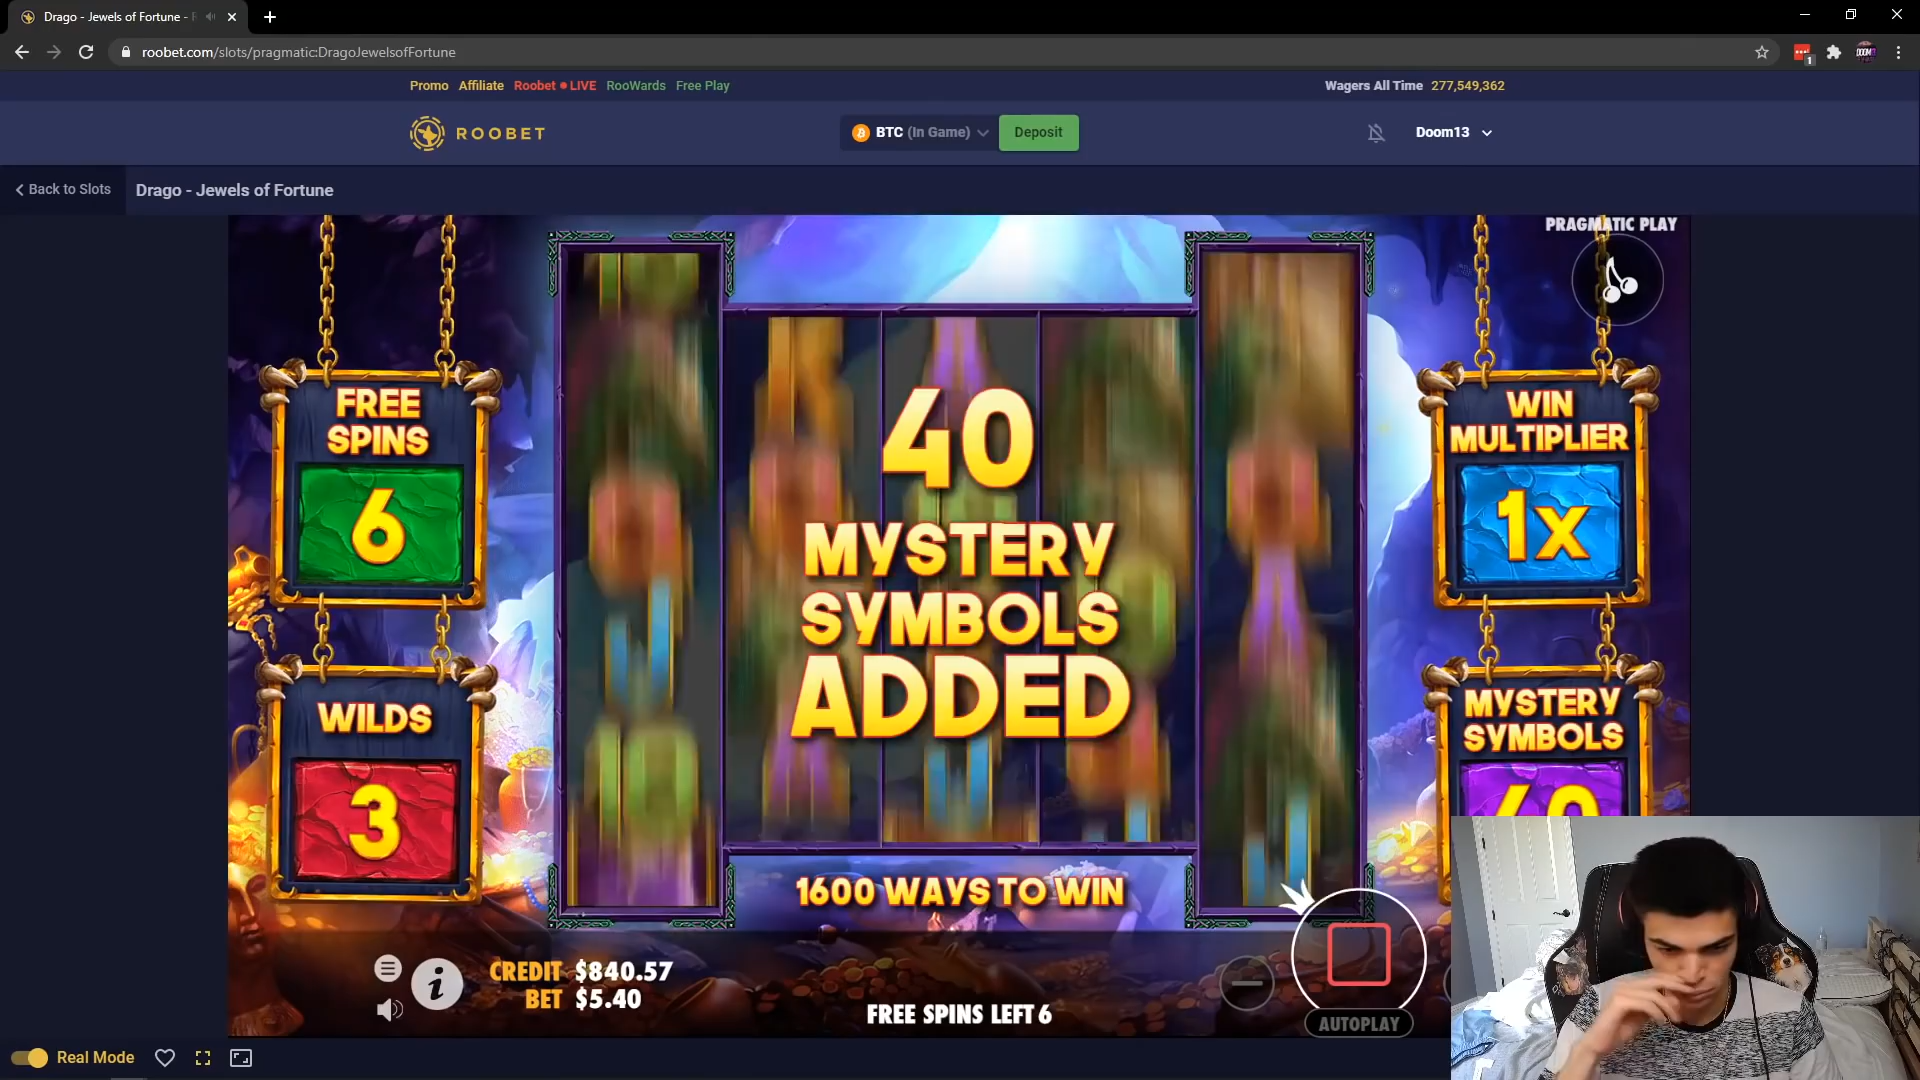 Drago - Jewels of Fortune -
roobet.com/slots/pragmatic:DragoJewelsofFortune
1
Promo Affiliate Roobet LIVE RooWards Free Play
Wagers All Time 277,549,362
ROOBET
BTC (In Game)
Deposit
Doom13
Back to Slots
Drago - Jewels of Fortune
PRAGMATIC PLAY
FREE
SPINS
6
WILDS
3
40
MYSTERY
SYMBOLS
ADDED
WIN
MULTIPLIER
1X
MYSTERY
SYMBOLS
1600 WAYS TO WIN
CREDIT $840.57
BET $5.40
FREE SPINS LEFT 6
AUTOPLAY
Real Mode